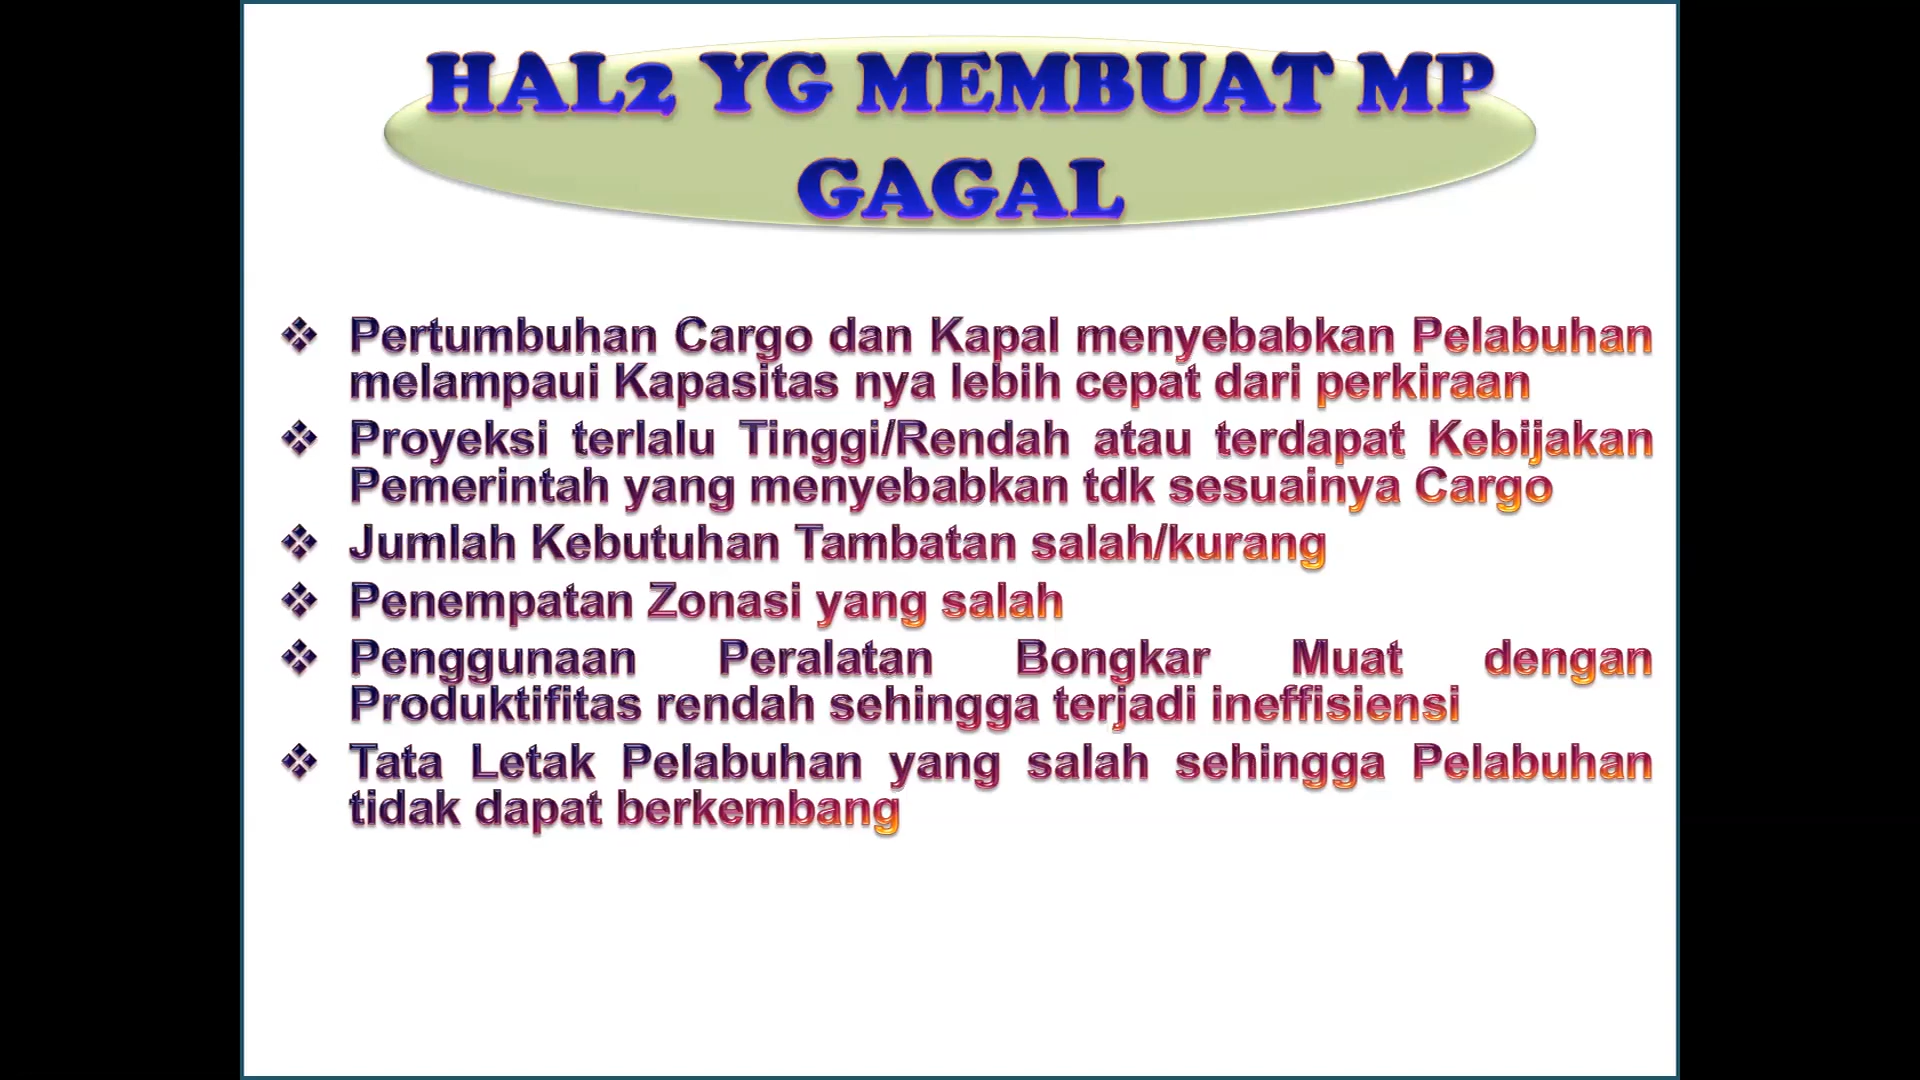 HAL2 YG MEMBUAT MP
GAGAL
Pertumbuhan Cargo dan Kapal menyebabkan Pelabuhan
melampaui Kapasitas nya lebih cepat dari perkiraan
Proyeksi terlalu Tinggi/Rendah atau terdapat Kebijakan
Pemerintah yang menyebabkan tdk sesuainya Cargo
Jumlah Kebutuhan Tambatan salah/kurang
Penempatan Zonasi yang salah
Penggunaan Peralatan Bongkar Muat dengan
Produktifitas rendah sehingga terjadi ineffisiensi
Tata Letak Pelabuhan yang salah sehingga Pelabuhan
tidak dapat berkembang